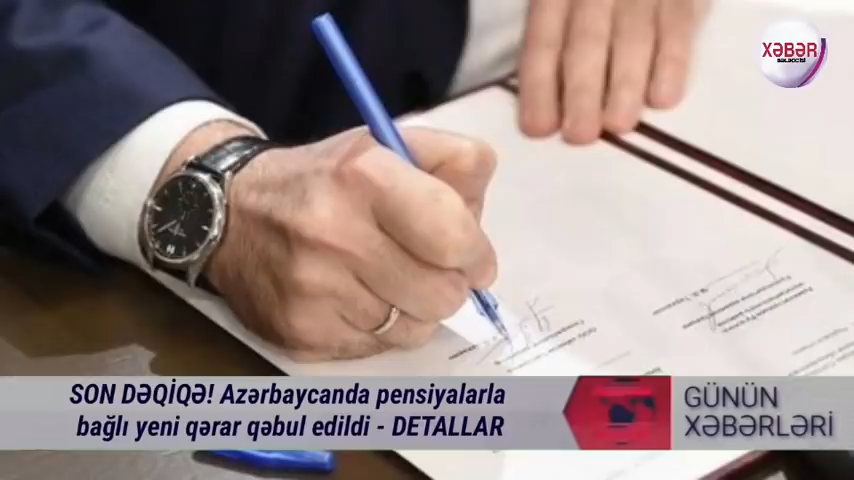 XƏBƏR
SON DƏQİQƏ! Azərbaycanda pensiyalarla
bağlı yeni qərar qəbul edildi - DETALLAR
GÜNÜN
XƏBƏRLƏRİ